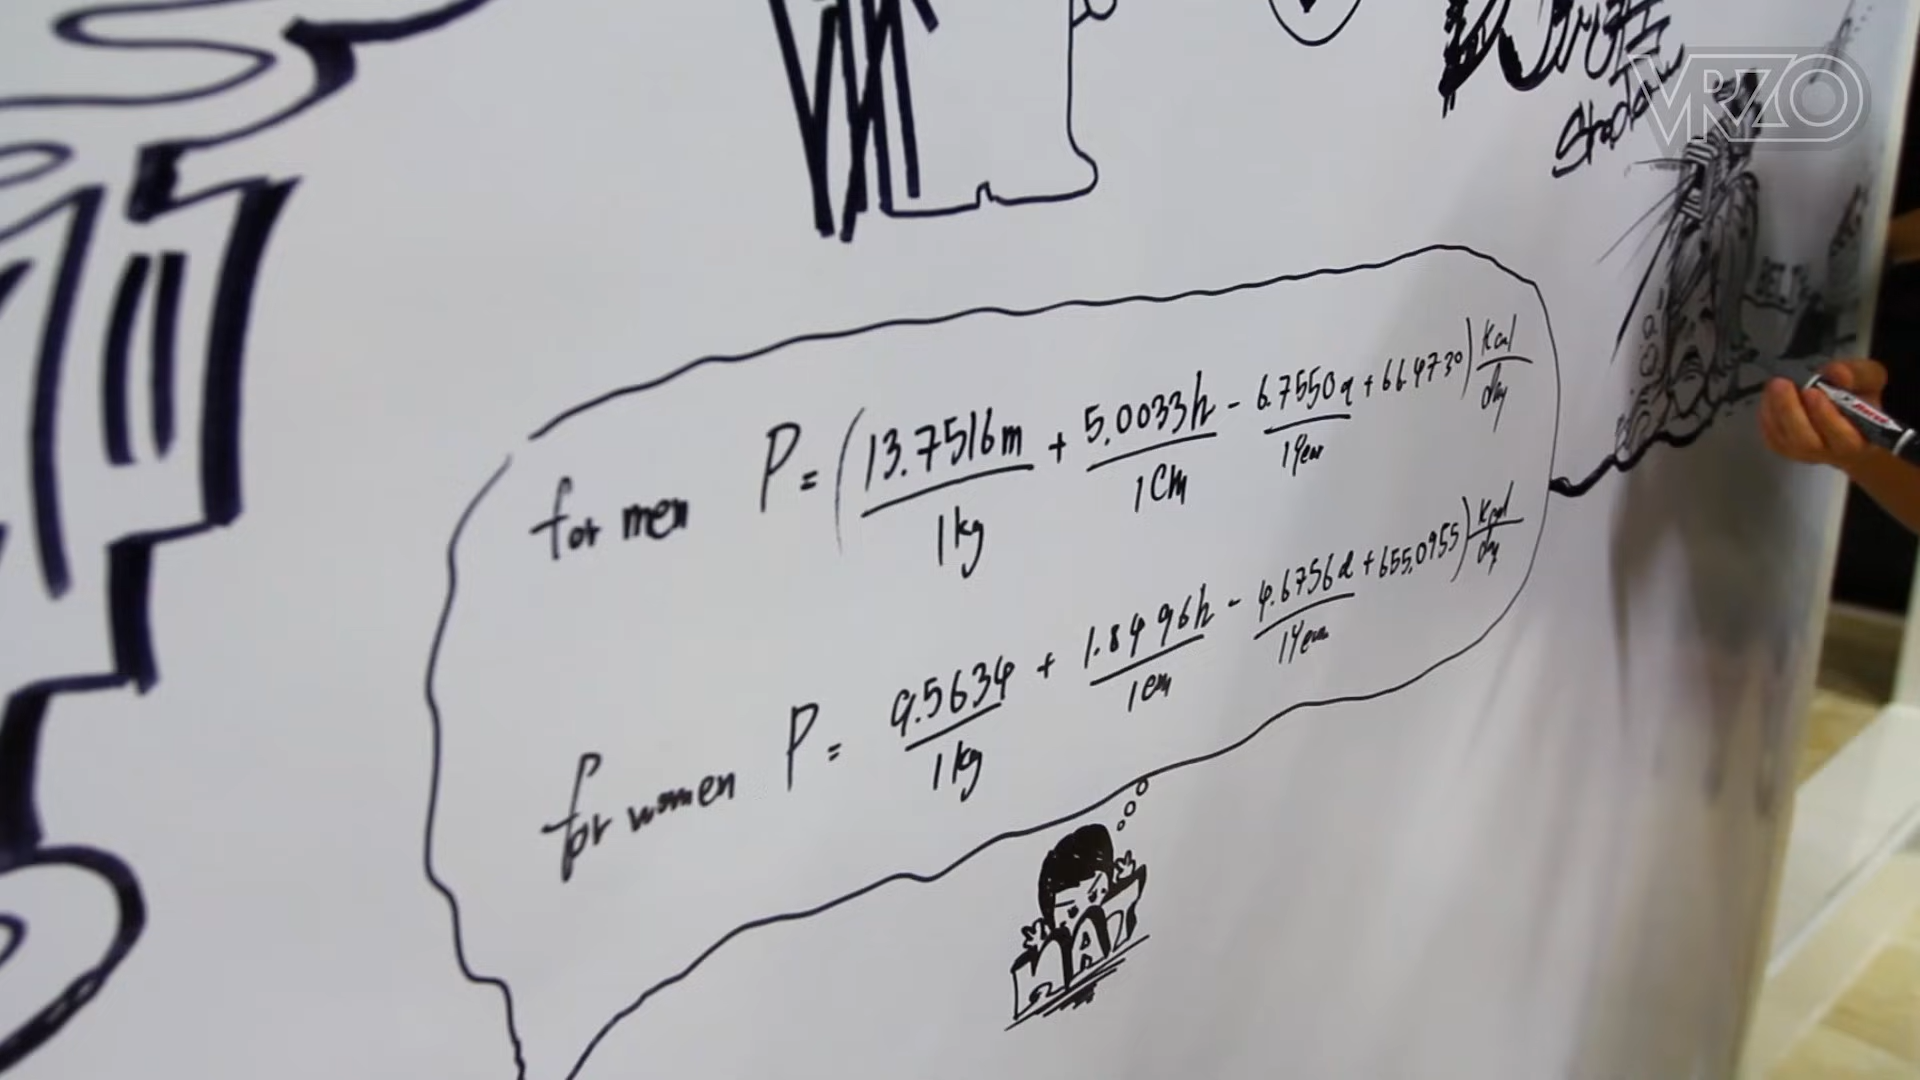 VRZO
for men P = (13.7516m/1kg + 5.0033h/1cm - 6.7550a/1year + 66.4730) kcal/day
for women P = 9.5634/1kg + 1.8496h/1cm - 4.6756a/1year + 655.0955) kcal/day